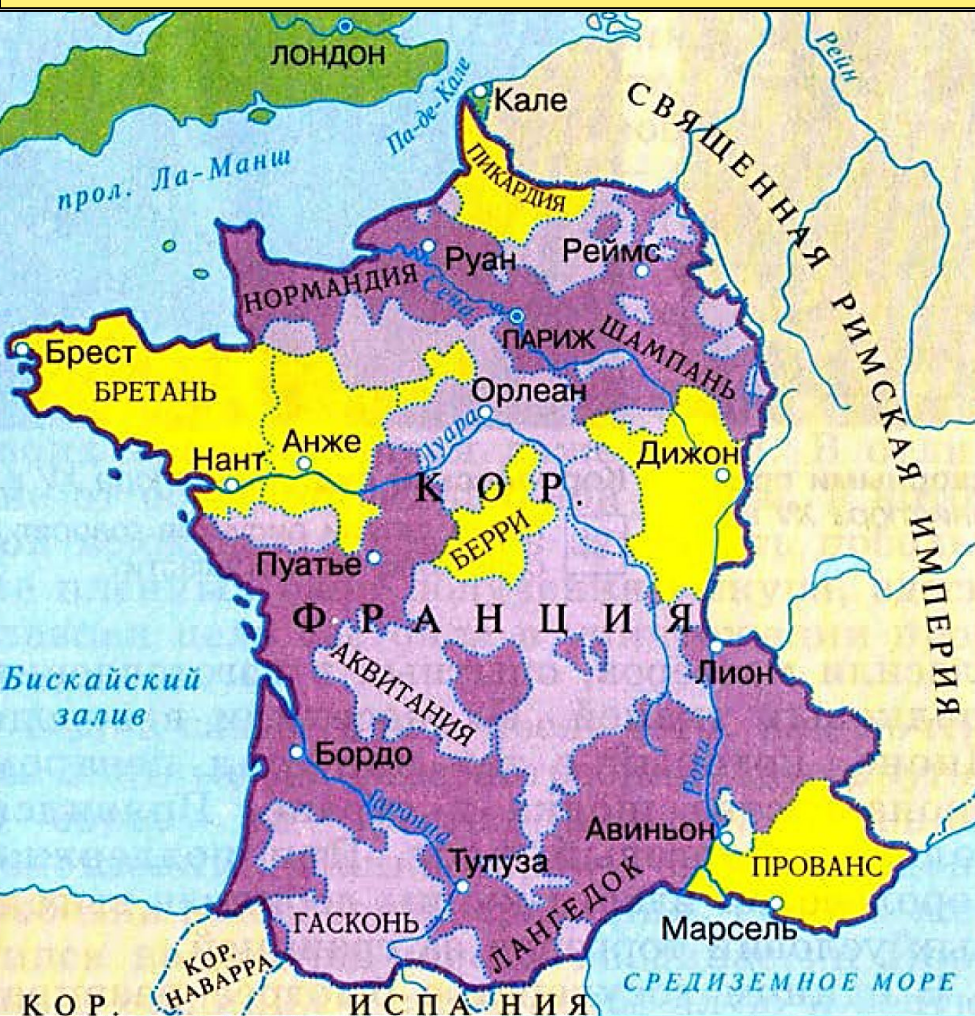 ЛОНДОН
Па-де-Кале
Кале
Рейн
прол. Ла-Манш
СВЯЩЕННАЯ РИМСКАЯ ИМПЕРИЯ
ПИКАРДИЯ
Руан
Реймс
НОРМАНДИЯ
Сена
ПАРИЖ
ШАМПАНЬ
Брест
БРЕТАНЬ
Орлеан
Луара
Анже
Нант
Дижон
КОР.
БЕРРИ
Пуатье
ФРАНЦИЯ
Лион
АКВИТАНИЯ
Бискайский
залив
Бордо
Гаронна
Рона
Авиньон
ПРОВАНС
Тулуза
ЛАНГЕДОК
Марсель
ГАСКОНЬ
КОР.
НАВАРРА
СРЕДИЗЕМНОЕ МОРЕ
КОР. ИСПАНИЯ